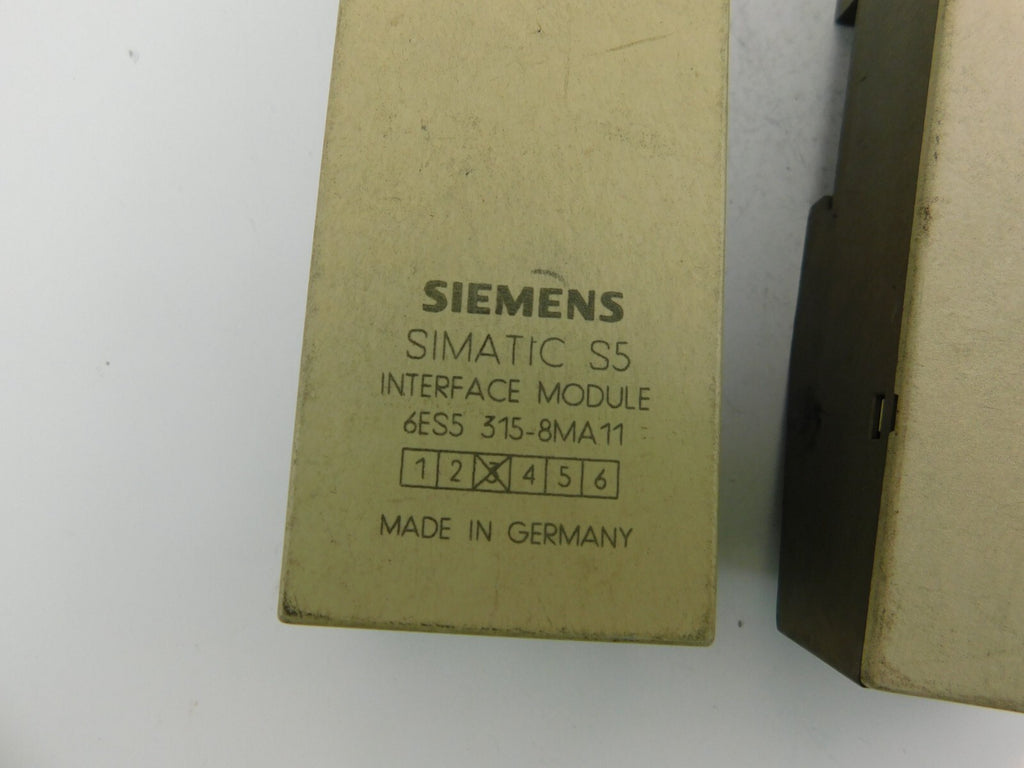 SIEMENS
SIMATIC S5
INTERFACE MODULE
6ES5 315-8MA11
1 2 3 4 5 6
MADE IN GERMANY